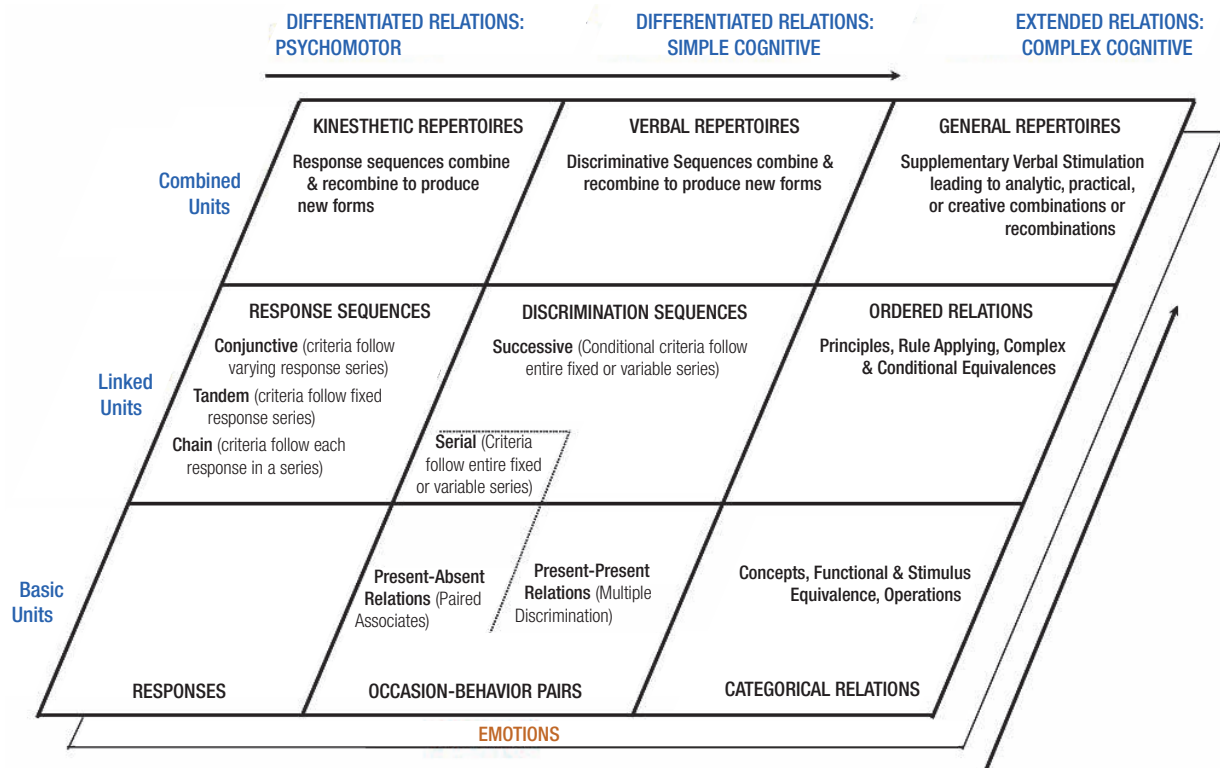 DIFFERENTIATED RELATIONS:
PSYCHOMOTOR
DIFFERENTIATED RELATIONS:
SIMPLE COGNITIVE
EXTENDED RELATIONS:
COMPLEX COGNITIVE
Combined
Units
KINESTHETIC REPERTOIRES
Response sequences combine
& recombine to produce
new forms
VERBAL REPERTOIRES
Discriminative Sequences combine &
recombine to produce new forms
GENERAL REPERTOIRES
Supplementary Verbal Stimulation
leading to analytic, practical,
or creative combinations or
recombinations
Linked
Units
RESPONSE SEQUENCES
Conjunctive (criteria follow
varying response series)
Tandem (criteria follow fixed
response series)
Chain (criteria follow each
response in a series)
DISCRIMINATION SEQUENCES
Successive (Conditional criteria follow
entire fixed or variable series)
Serial (Criteria
follow entire fixed
or variable series)
ORDERED RELATIONS
Principles, Rule Applying, Complex
& Conditional Equivalences
Basic
Units
RESPONSES
Present-Absent
Relations (Paired
Associates)
Present-Present
Relations (Multiple
Discrimination)
OCCASION-BEHAVIOR PAIRS
Concepts, Functional & Stimulus
Equivalence, Operations
CATEGORICAL RELATIONS
EMOTIONS